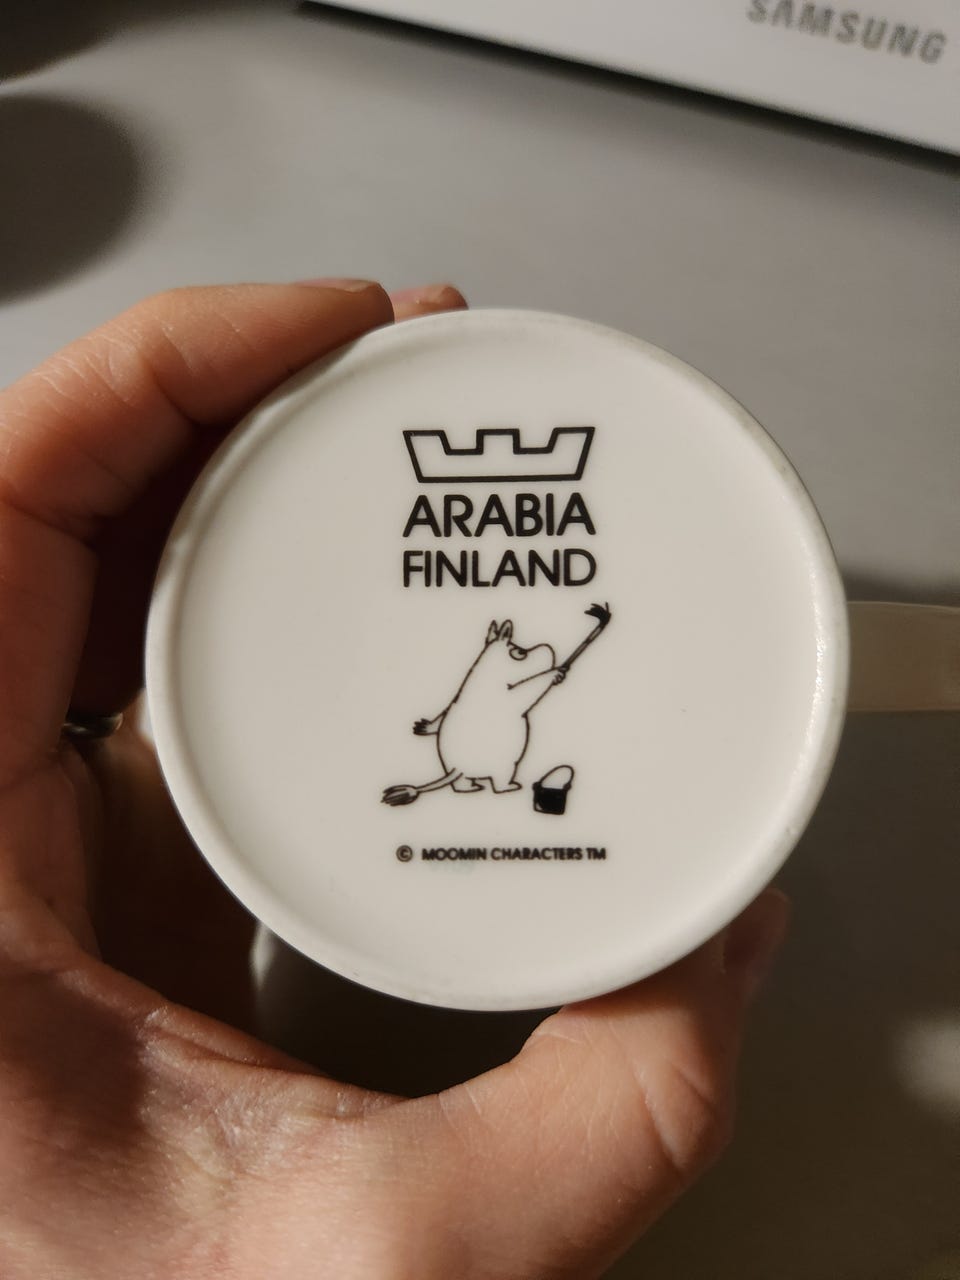 SAMSUNG
ARABIA
FINLAND
© MOOMIN CHARACTERS TM